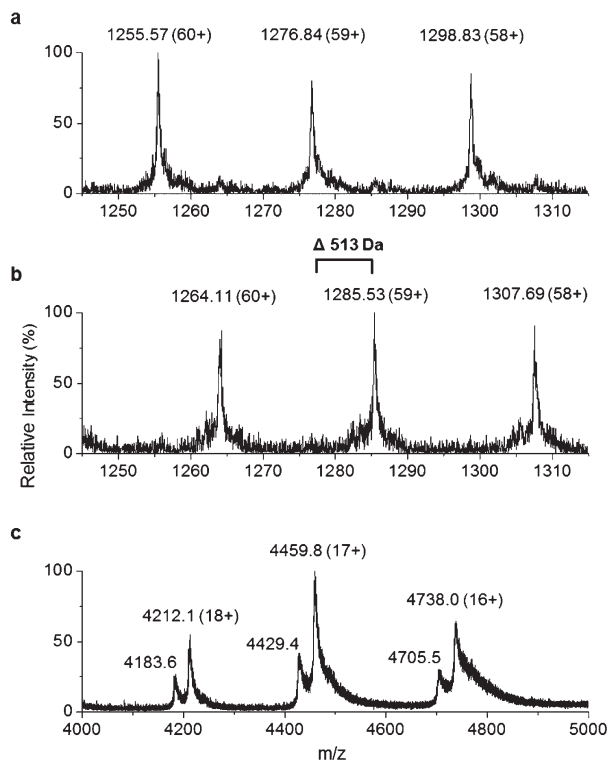 a
1255.57 (60+) 1276.84 (59+) 1298.83 (58+)
100
50
0
1250 1260 1270 1280 1290 1300 1310
Δ 513 Da
b
1264.11 (60+) 1285.53 (59+) 1307.69 (58+)
100
50
0
1250 1260 1270 1280 1290 1300 1310
Relative Intensity (%)
c
4459.8 (17+)
4212.1 (18+) 4738.0 (16+)
4183.6 4429.4 4705.5
100
50
0
4000 4200 4400 4600 4800 5000
m/z